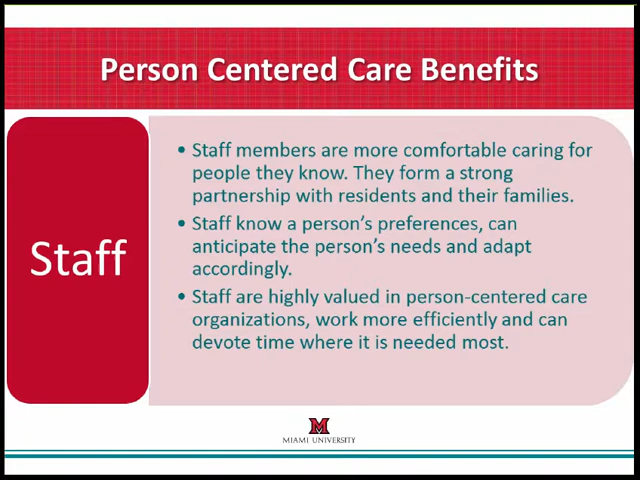 Person Centered Care Benefits
Staff
• Staff members are more comfortable caring for
people they know. They form a strong
partnership with residents and their families.
• Staff know a person's preferences, can
anticipate the person's needs and adapt
accordingly.
• Staff are highly valued in person-centered care
organizations, work more efficiently and can
devote time where it is needed most.
M
MIAMI UNIVERSITY